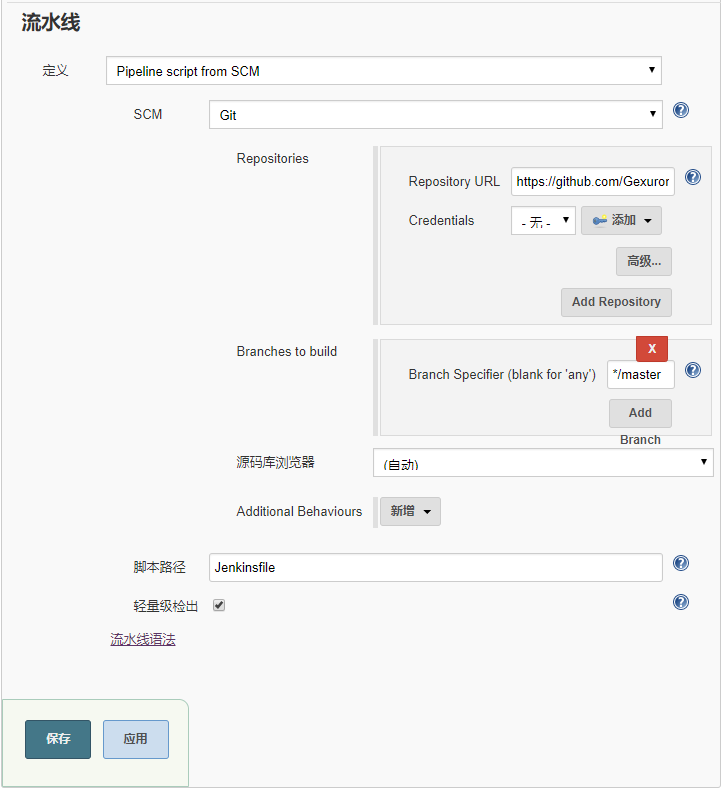 流水线
定义 Pipeline script from SCM
SCM Git
Repositories
Repository URL https://github.com/Gexuror
Credentials - 无 - 添加
高级...
Add Repository
X
Branches to build
Branch Specifier (blank for 'any') */master
Add
Branch
源码库浏览器 (自动)
Additional Behaviours 新增
脚本路径 Jenkinsfile
轻量级检出
流水线语法
保存 应用